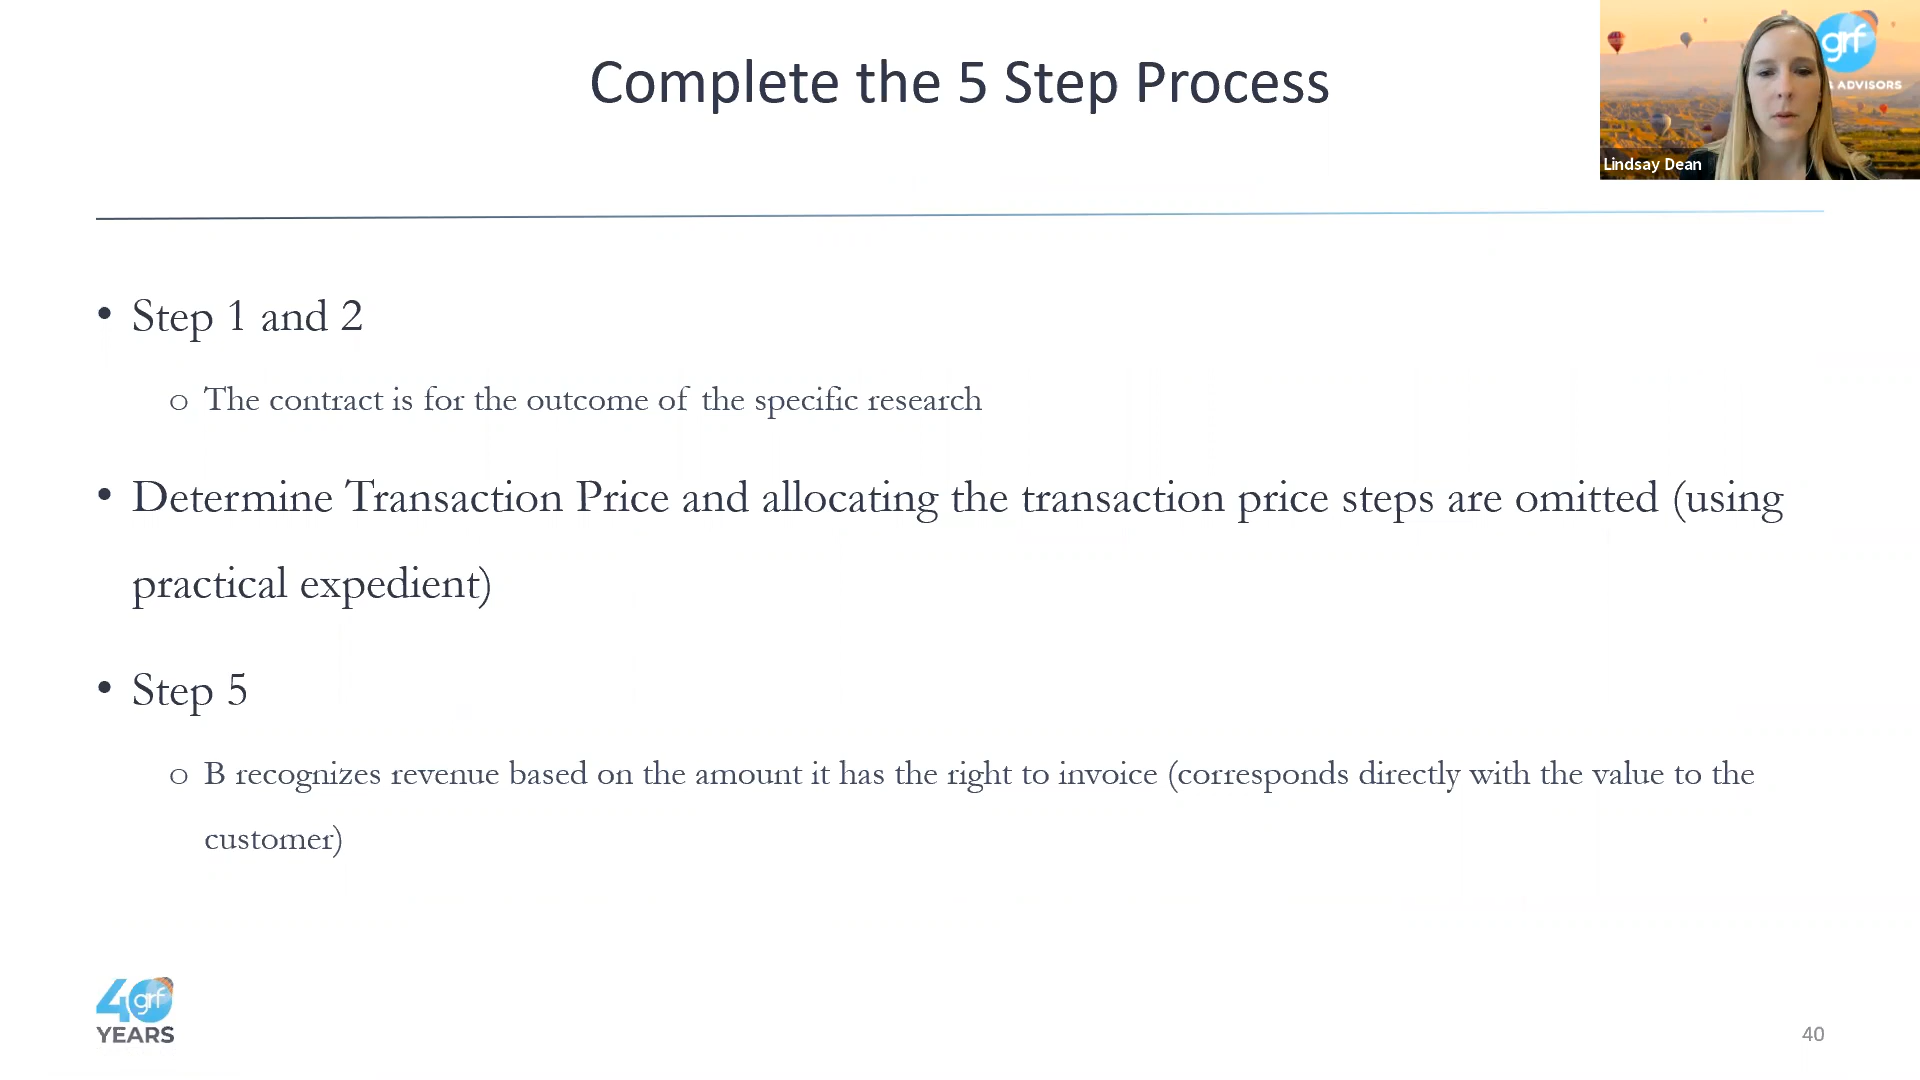 Complete the 5 Step Process
grf
& ADVISORS
Lindsay Dean
• Step 1 and 2
o The contract is for the outcome of the specific research
• Determine Transaction Price and allocating the transaction price steps are omitted (using
practical expedient)
• Step 5
o B recognizes revenue based on the amount it has the right to invoice (corresponds directly with the value to the
customer)
40 grf
YEARS
40